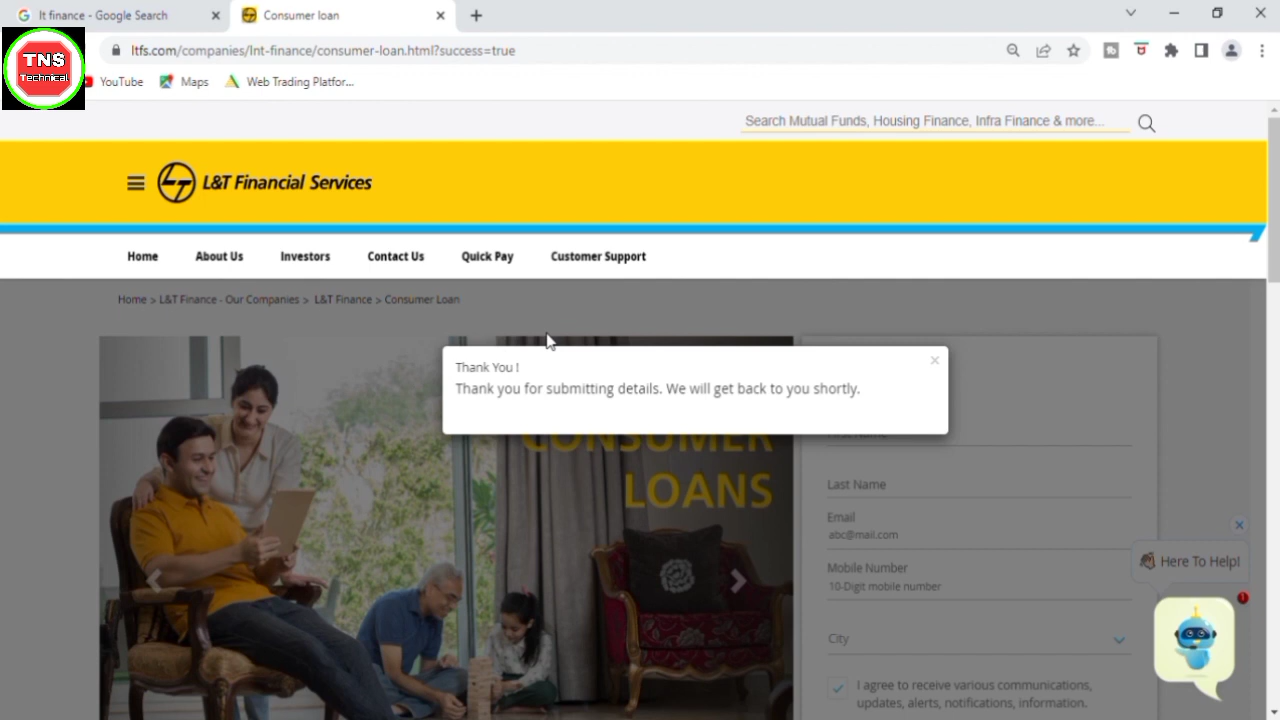 lt finance - Google Search
Consumer loan
TNS
Technical
ltfs.com/companies/lnt-finance/consumer-loan.html?success=true
YouTube
Maps
Web Trading Platfor...
Search Mutual Funds, Housing Finance, Infra Finance & more...
L&T Financial Services
Home
About Us
Investors
Contact Us
Quick Pay
Customer Support
Home > L&T Finance - Our Companies > L&T Finance > Consumer Loan
Thank You !
Thank you for submitting details. We will get back to you shortly.
First Name
CONSUMER
LOANS
Last Name
Email
abc@mail.com
Here To Help!
Mobile Number
10-Digit mobile number
1
City
I agree to receive various communications,
updates, alerts, notifications, information.